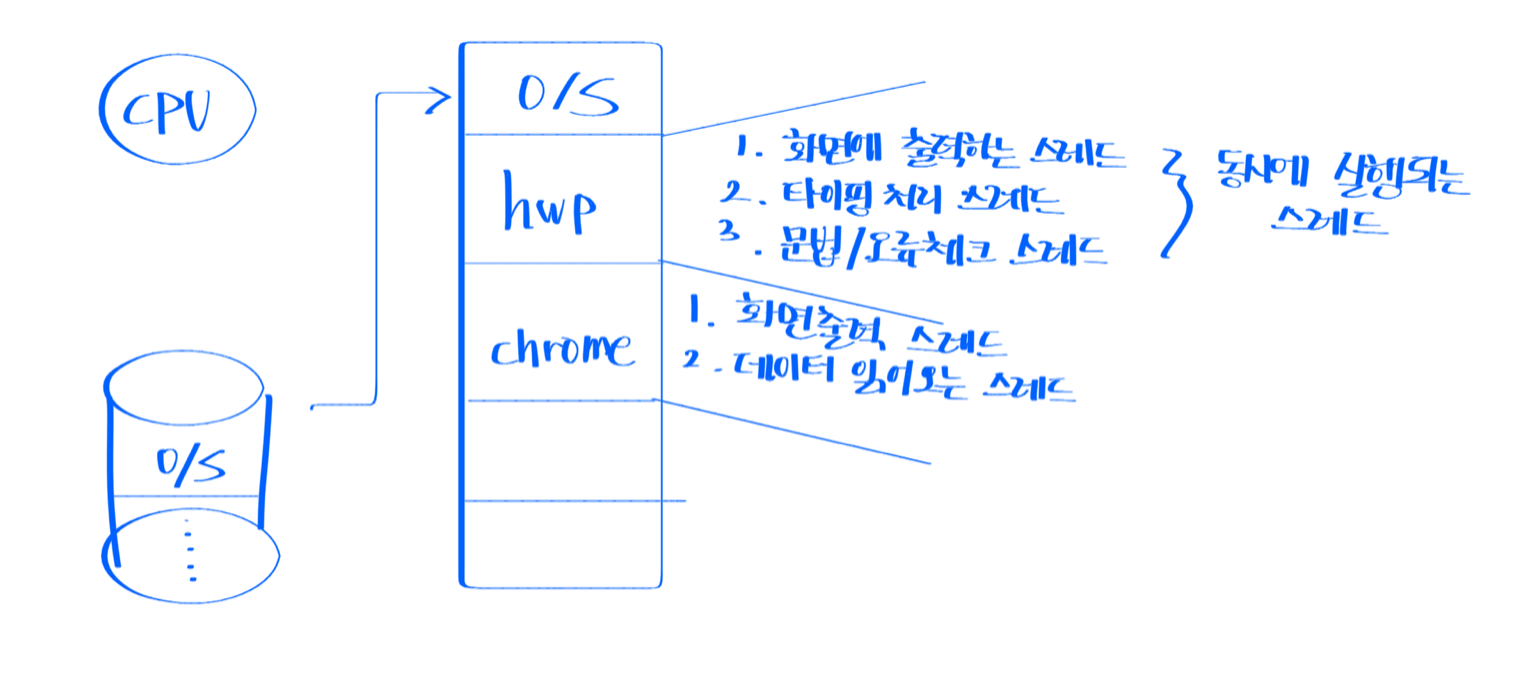 CPU
O/S
hwp
1. 화면에 출력하는 스레드
2. 타이핑 처리 스레드
3. 문법/오류체크 스레드
동시에 실행되는
스레드
chrome
1. 화면출력 스레드
2. 데이터 읽어오는 스레드
O/S